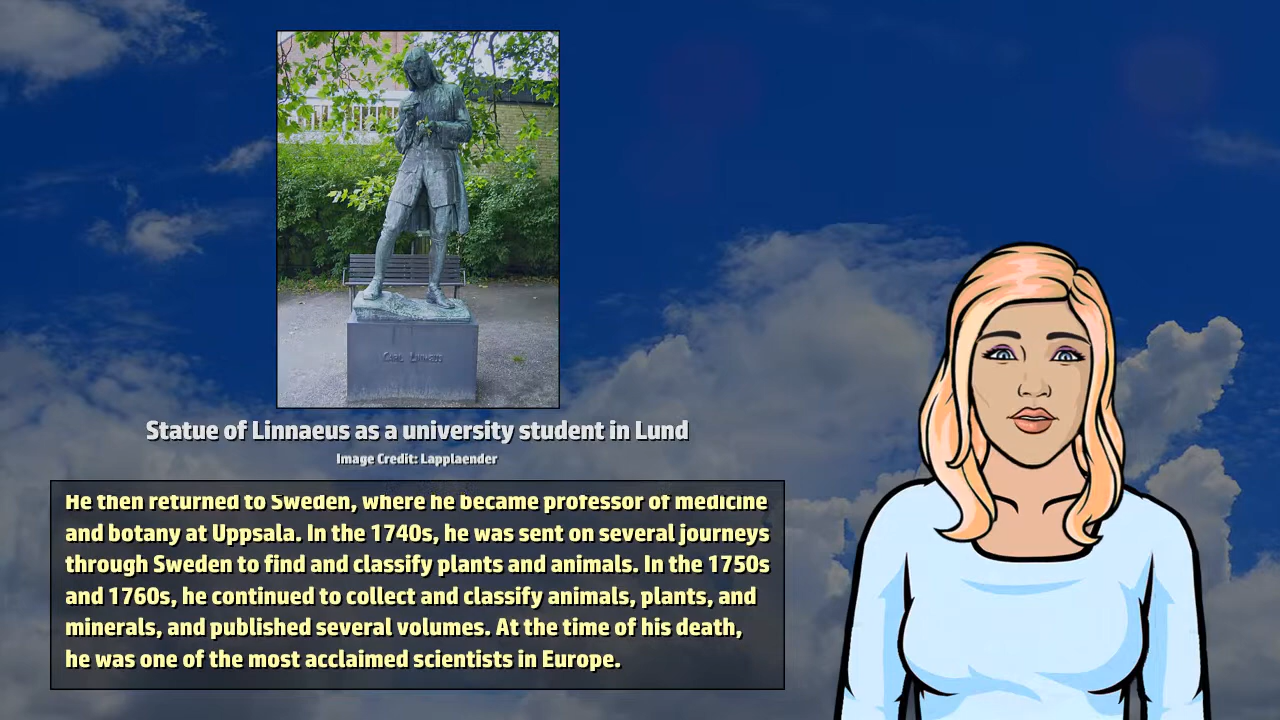 CARL LINNAEUS
Statue of Linnaeus as a university student in Lund
Image Credit: Lapplaender
He then returned to Sweden, where he became professor of medicine
and botany at Uppsala. In the 1740s, he was sent on several journeys
through Sweden to find and classify plants and animals. In the 1750s
and 1760s, he continued to collect and classify animals, plants, and
minerals, and published several volumes. At the time of his death,
he was one of the most acclaimed scientists in Europe.